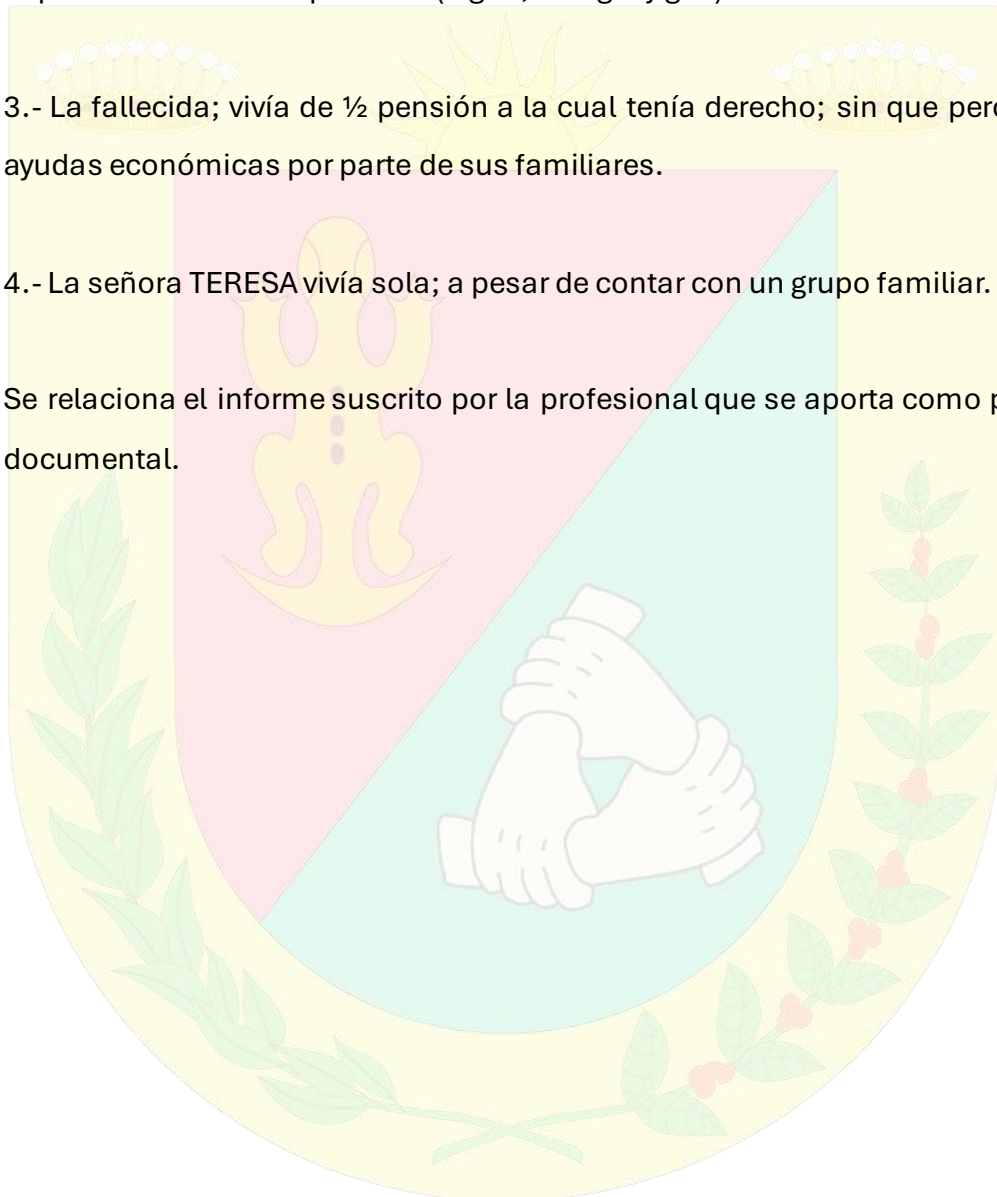 3.- La fallecida; vivía de ½ pensión a la cual tenía derecho; sin que
ayudas económicas por parte de sus familiares.
4.- La señora TERESA vivía sola; a pesar de contar con un grupo familiar.
Se relaciona el informe suscrito por la profesional que se aporta como
documental.